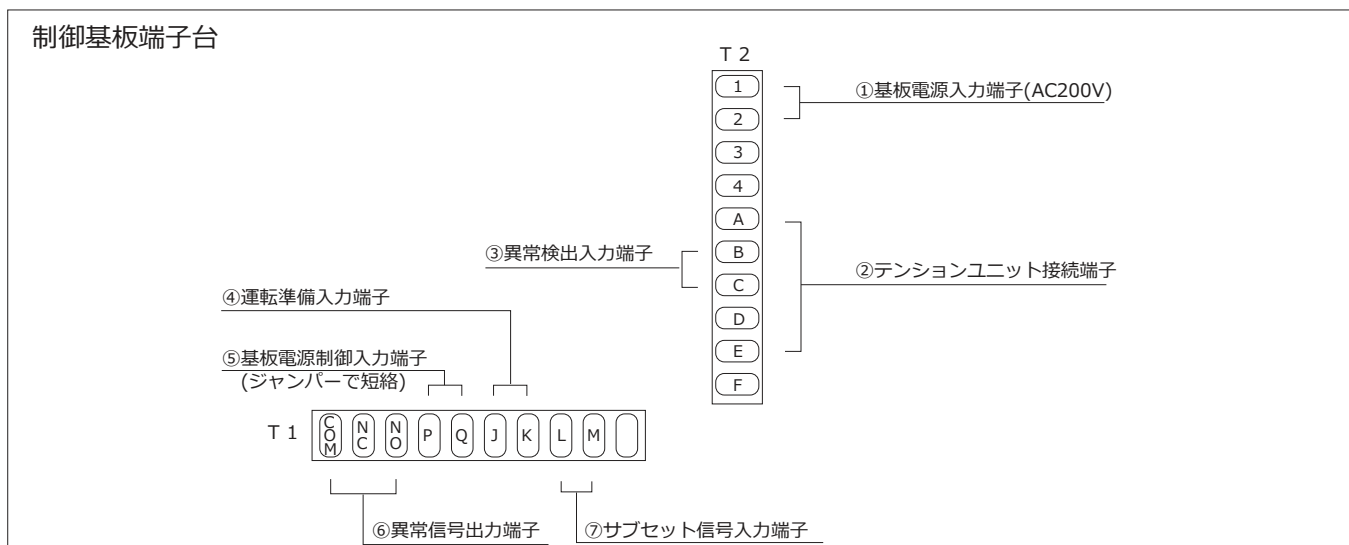 制御基板端子台
T 2
1
①基板電源入力端子(AC200V)
2
3
4
A
③異常検出入力端子
B
②テンションユニット接続端子
C
④運転準備入力端子
D
⑤基板電源制御入力端子
E
(ジャンパーで短絡)
F
T 1
COM
NC
NO
P
Q
J
K
L
M
⑥異常信号出力端子
⑦サブセット信号入力端子